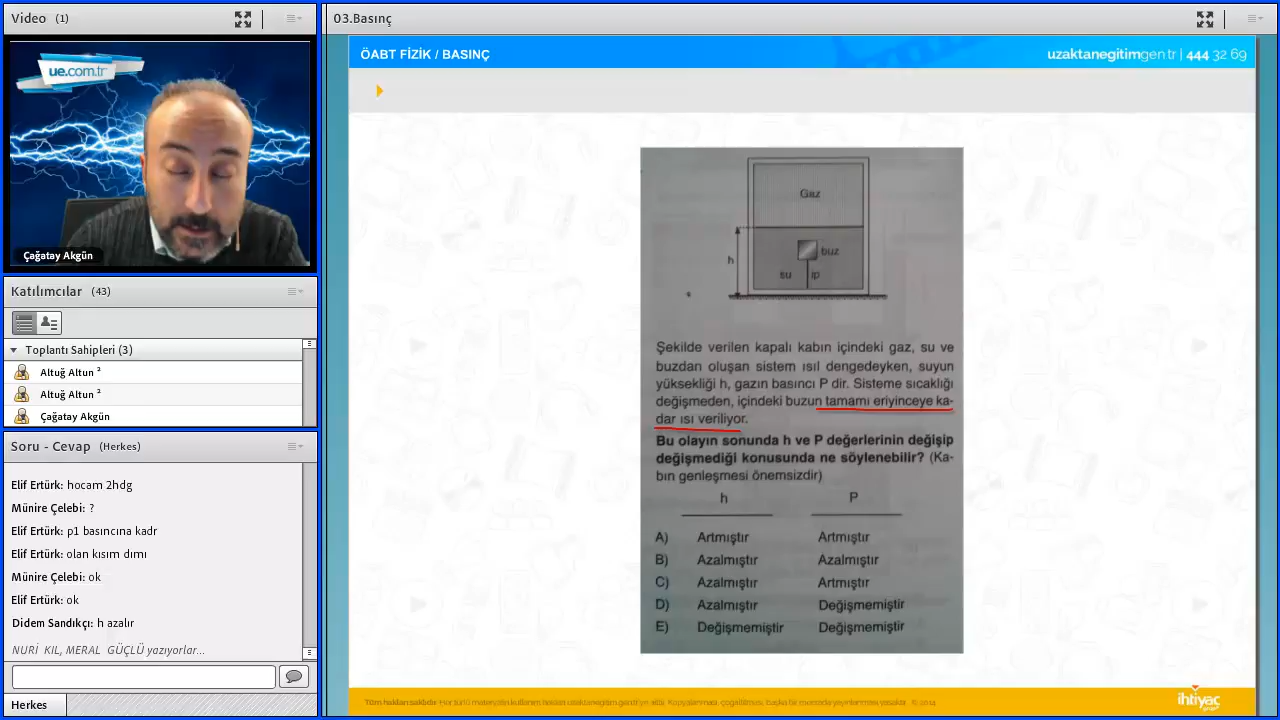 Video (1)
ue.com.tr
Çağatay Akgün
Katılımcılar (43)
Toplantı Sahipleri (3)
Altuğ Altun ²
Altuğ Altun ²
Çağatay Akgün
Soru - Cevap (Herkes)
Elif Ertürk: hocam 2hdg
Münire Çelebi: ?
Elif Ertürk: p1 basıncına kadr
Elif Ertürk: olan kısım dımı
Münire Çelebi: ok
Elif Ertürk: ok
Didem Sandıkçı: h azalır
NURİ KIL, MERAL GÜÇLÜ yazıyorlar...
Herkes
03.Basınç
ÖABT FİZİK / BASINÇ
uzaktanegitimgentr | 444 32 69
Gaz
h
buz
su ip
Şekilde verilen kapalı kabın içindeki gaz, su ve
buzdan oluşan sistem ısıl dengedeyken, suyun
yüksekliği h, gazın basıncı P dir. Sisteme sıcaklığı
değişmeden, içindeki buzun tamamı eriyinceye ka-
dar ısı veriliyor.
Bu olayın sonunda h ve P değerlerinin değişip
değişmediği konusunda ne söylenebilir? (Ka-
bın genleşmesi önemsizdir)
h P
A) Artmıştır Artmıştır
B) Azalmıştır Azalmıştır
C) Azalmıştır Artmıştır
D) Azalmıştır Değişmemiştir
E) Değişmemiştir Değişmemiştir
Tüm hakları saklıdır.
ihtiyaç